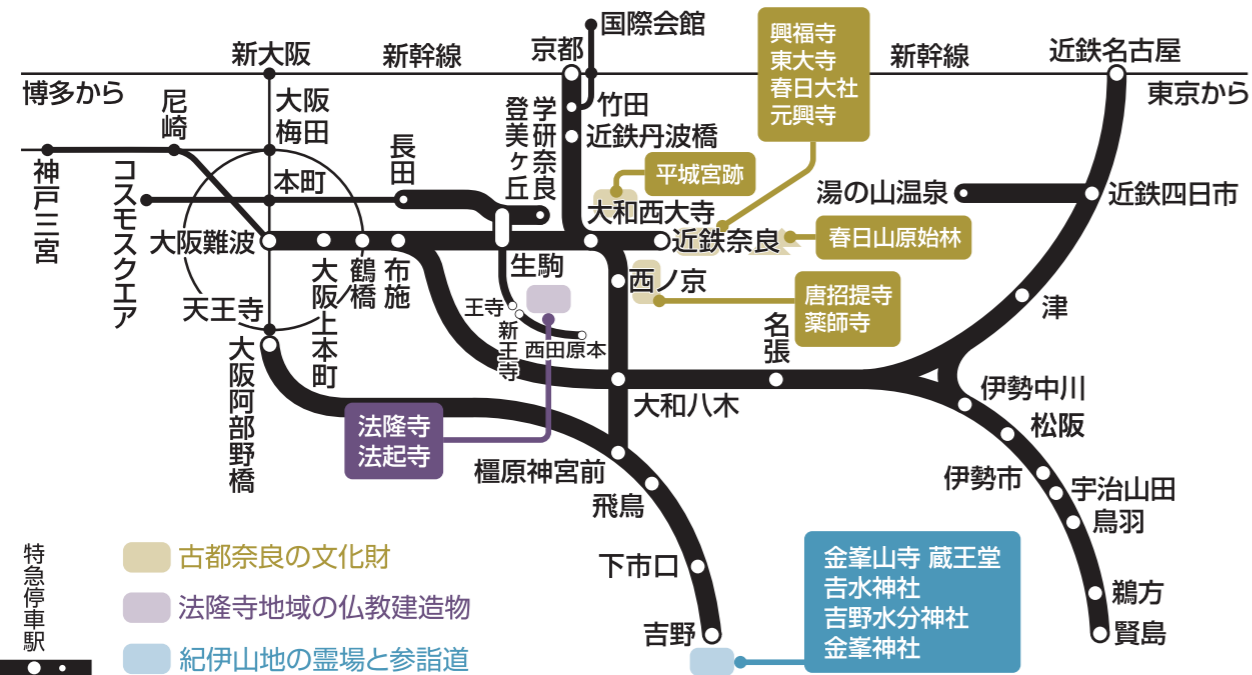 国際会館
新大阪
新幹線
京都
新幹線
近鉄名古屋
博多から
東京から
興福寺
東大寺
春日大社
元興寺
尼崎
大阪
梅田
学研奈良
登美ヶ丘
竹田
近鉄丹波橋
長田
平城宮跡
神戸三宮
コスモスクエア
本町
湯の山温泉
近鉄四日市
大和西大寺
大阪難波
近鉄奈良
春日山原始林
大阪上本町
鶴橋
布施
生駒
西ノ京
唐招提寺
薬師寺
津
天王寺
王寺
新王寺
西田原本
名張
大阪阿部野橋
大和八木
伊勢中川
松阪
法隆寺
法起寺
橿原神宮前
伊勢市
宇治山田
飛鳥
鳥羽
特急停車駅
古都奈良の文化財
法隆寺地域の仏教建造物
紀伊山地の霊場と参詣道
下市口
吉野
金峯山寺 蔵王堂
𠮷水神社
吉野水分神社
金峯神社
鵜方
賢島